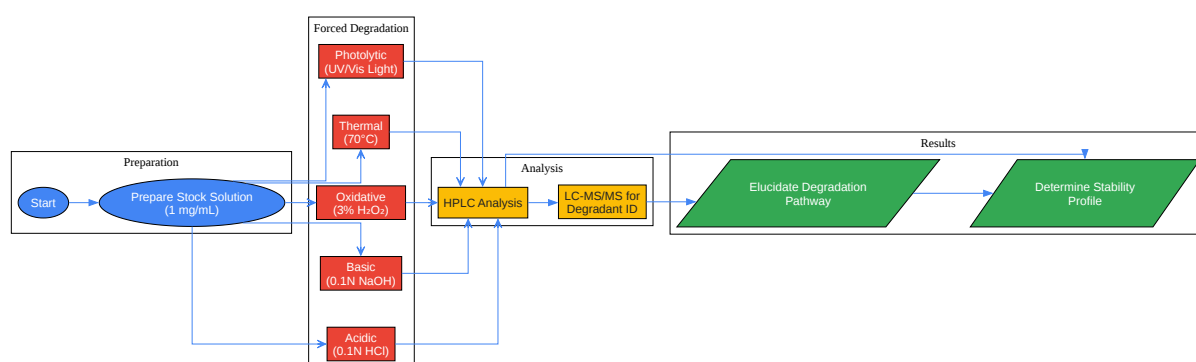 Forced Degradation
Photolytic
(UV/Vis Light)
Thermal
(70°C)
Preparation
Start
Prepare Stock Solution
(1 mg/mL)
Oxidative
(3% H₂O₂)
Basic
(0.1N NaOH)
Acidic
(0.1N HCl)
Analysis
HPLC Analysis
LC-MS/MS for
Degradant ID
Results
Elucidate Degradation
Pathway
Determine Stability
Profile